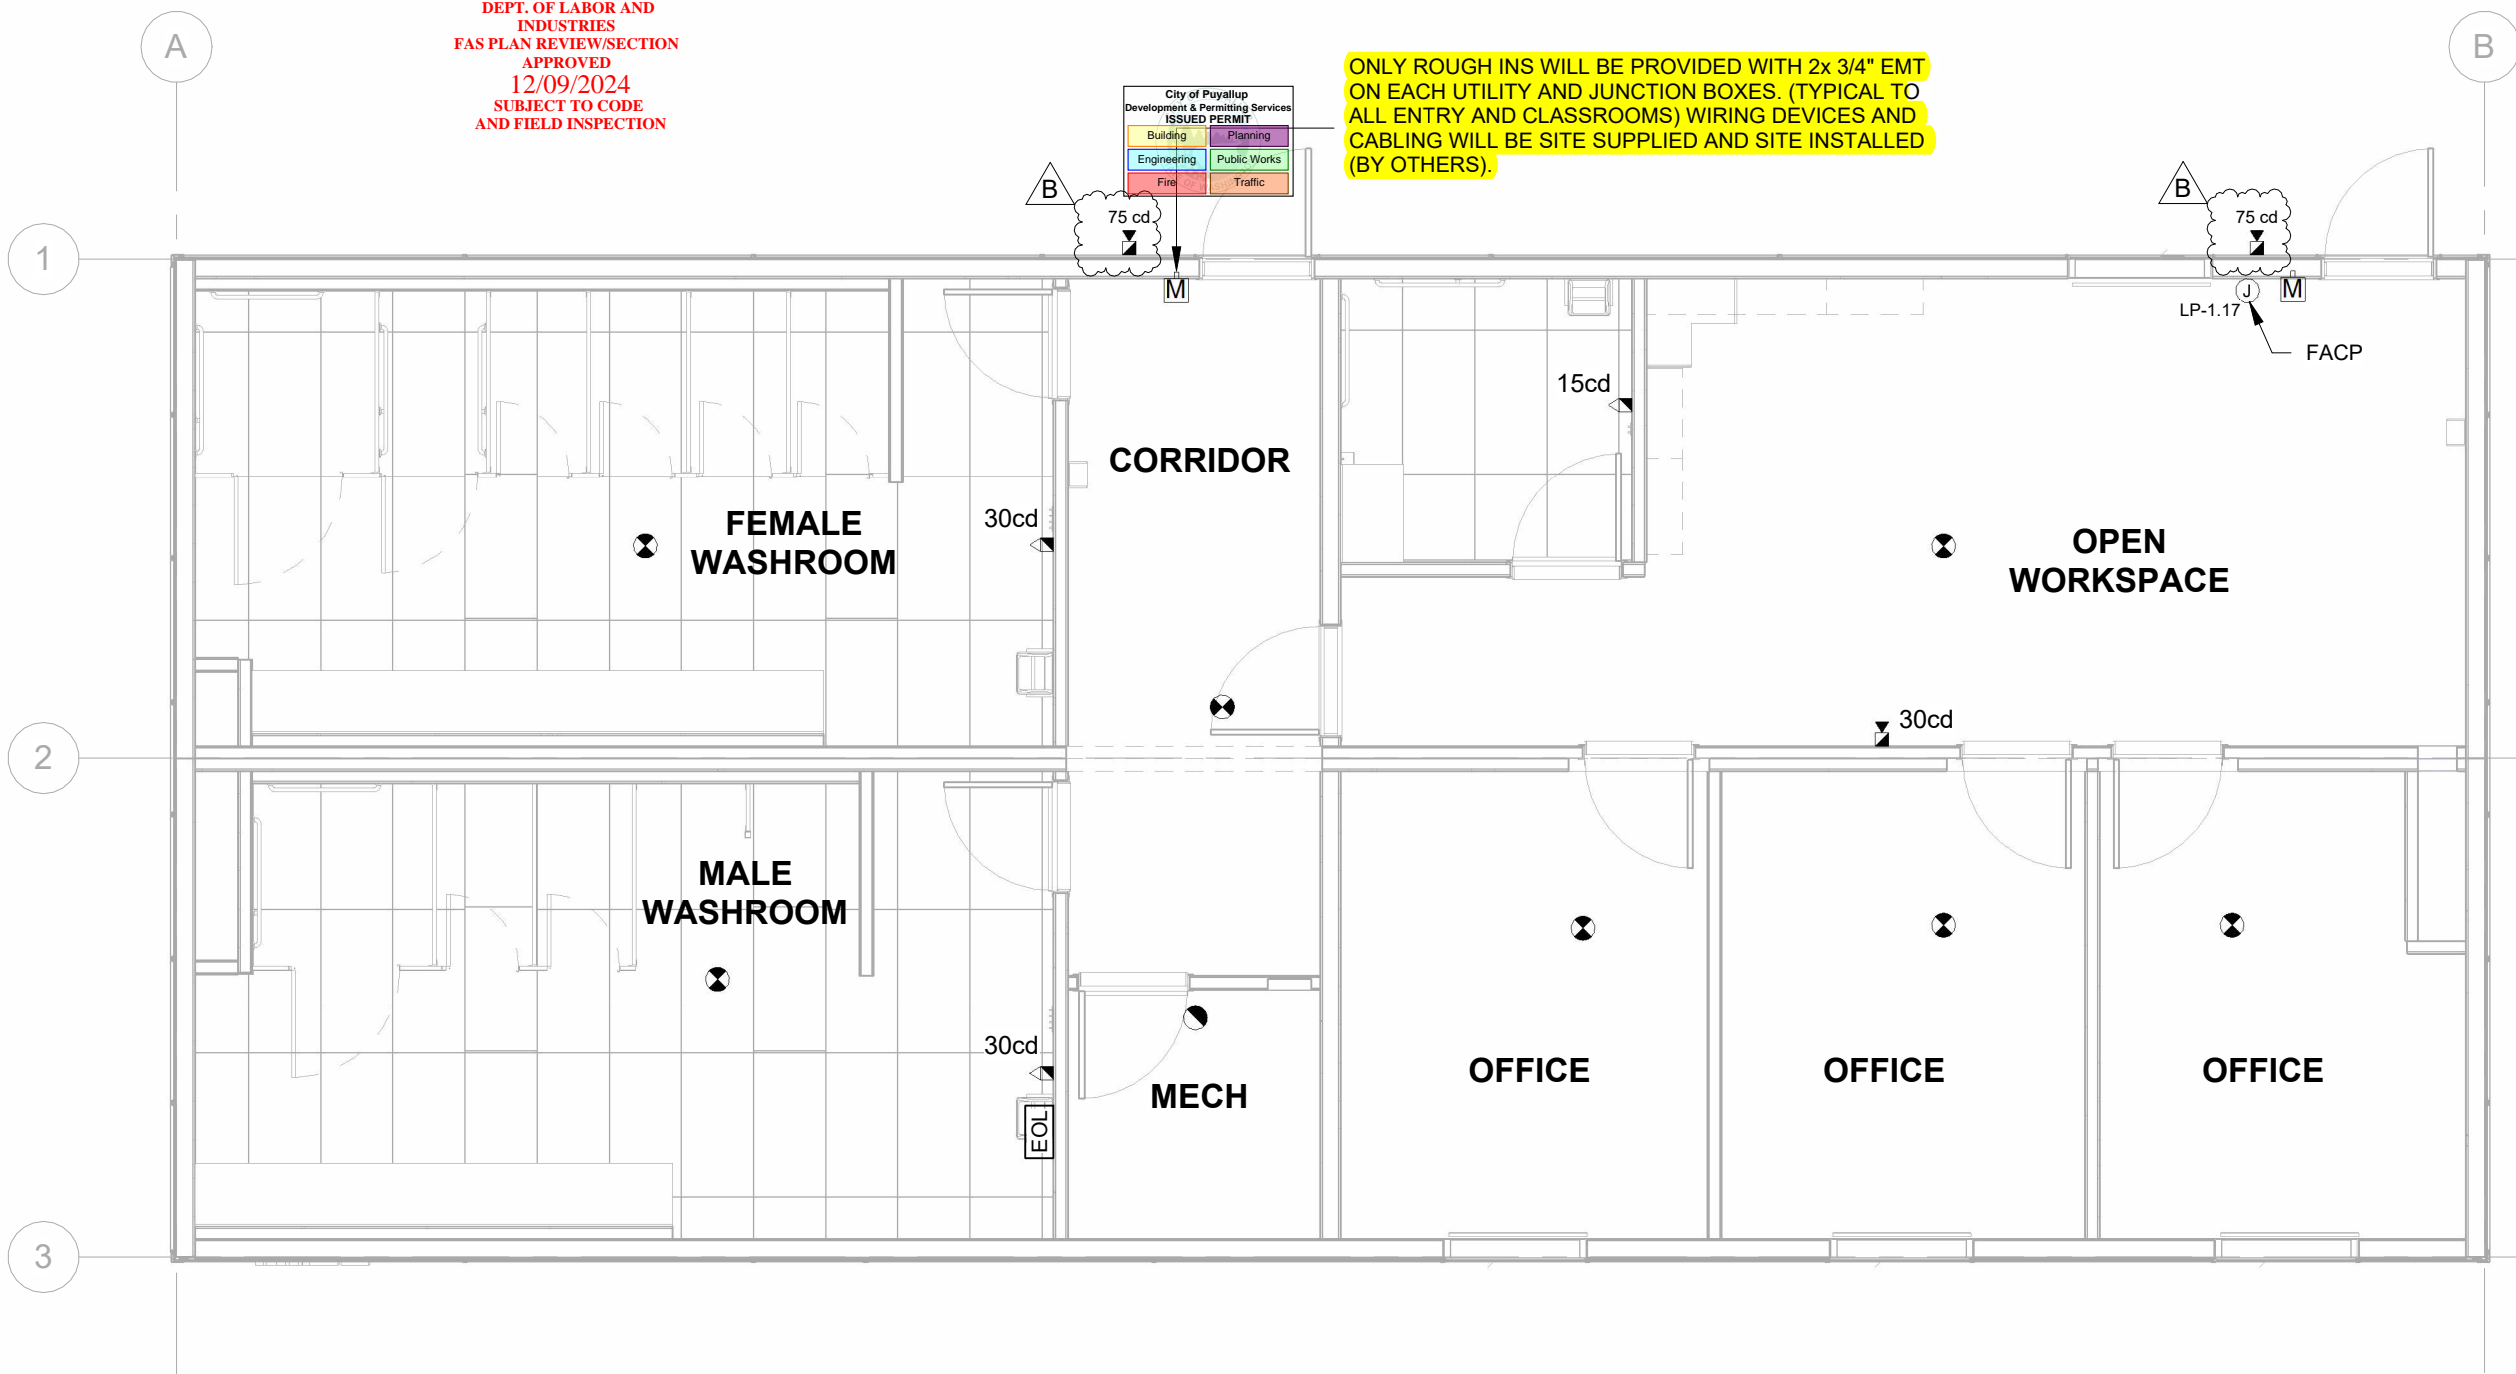 DEPT. OF LABOR AND
INDUSTRIES
FAS PLAN REVIEW/SECTION
APPROVED
12/09/2024
SUBJECT TO CODE
AND FIELD INSPECTION
A
B
City of Puyallup
Development & Permitting Services
ISSUED PERMIT
Building Planning
Engineering Public Works
Fire Traffic
ONLY ROUGH INS WILL BE PROVIDED WITH 2x 3/4" EMT
ON EACH UTILITY AND JUNCTION BOXES. (TYPICAL TO
ALL ENTRY AND CLASSROOMS) WIRING DEVICES AND
CABLING WILL BE SITE SUPPLIED AND SITE INSTALLED
(BY OTHERS).
B
75 cd
B
75 cd
1
M
J
M
LP-1.17
FACP
15cd
CORRIDOR
30cd
FEMALE
WASHROOM
OPEN
WORKSPACE
30cd
2
MALE
WASHROOM
30cd
EOL
MECH
OFFICE
OFFICE
OFFICE
3